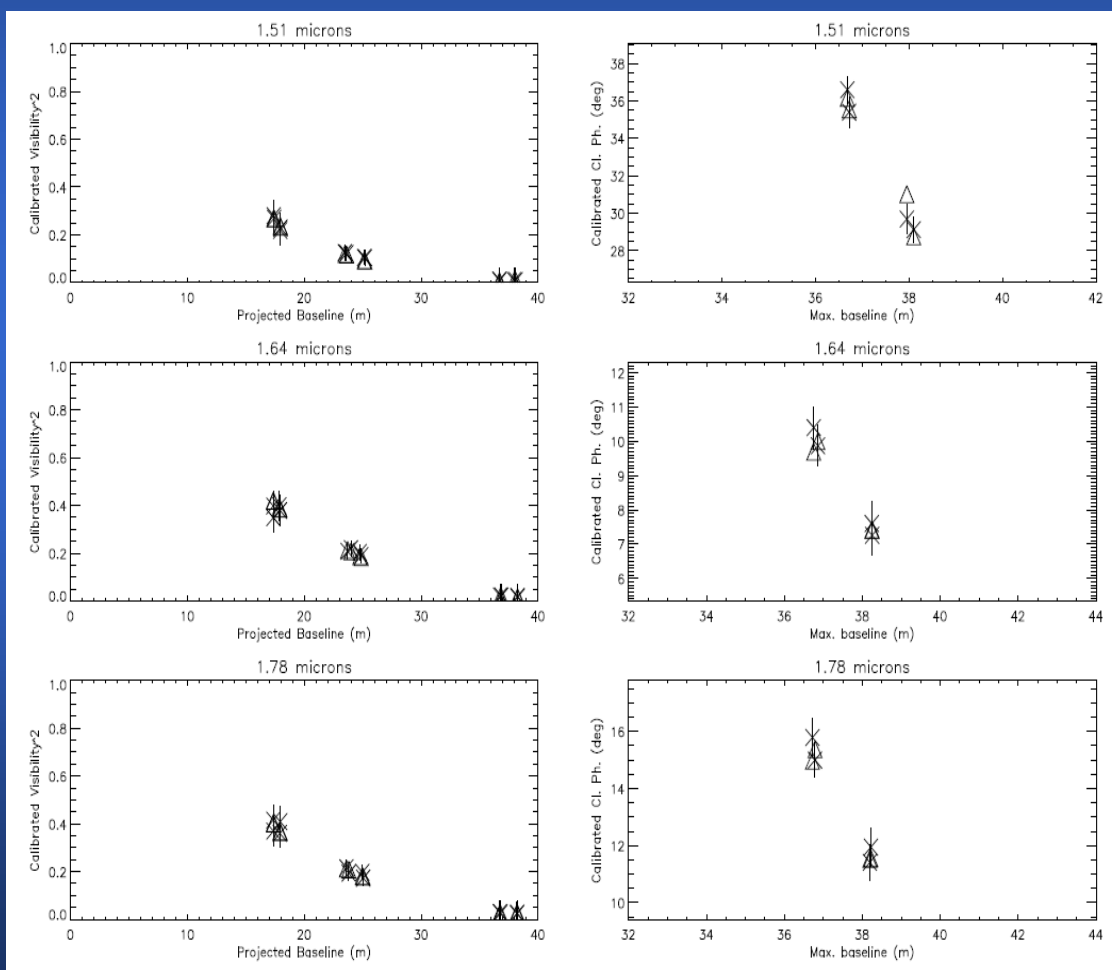 1.51 microns
Calibrated Visibility^2
1.0
0.8
0.6
0.4
0.2
0.0
0 10 20 30 40
Projected Baseline (m)
1.51 microns
Calibrated Cl. Ph. (deg)
38
36
34
32
30
28
32 34 36 38 40 42
Max. baseline (m)
1.64 microns
Calibrated Visibility^2
1.0
0.8
0.6
0.4
0.2
0.0
0 10 20 30 40
Projected Baseline (m)
1.64 microns
Calibrated Cl. Ph. (deg)
12
11
10
9
8
7
6
32 34 36 38 40 42 44
Max. baseline (m)
1.78 microns
Calibrated Visibility^2
1.0
0.8
0.6
0.4
0.2
0.0
0 10 20 30 40
Projected Baseline (m)
1.78 microns
Calibrated Cl. Ph. (deg)
16
14
12
10
32 34 36 38 40 42 44
Max. baseline (m)